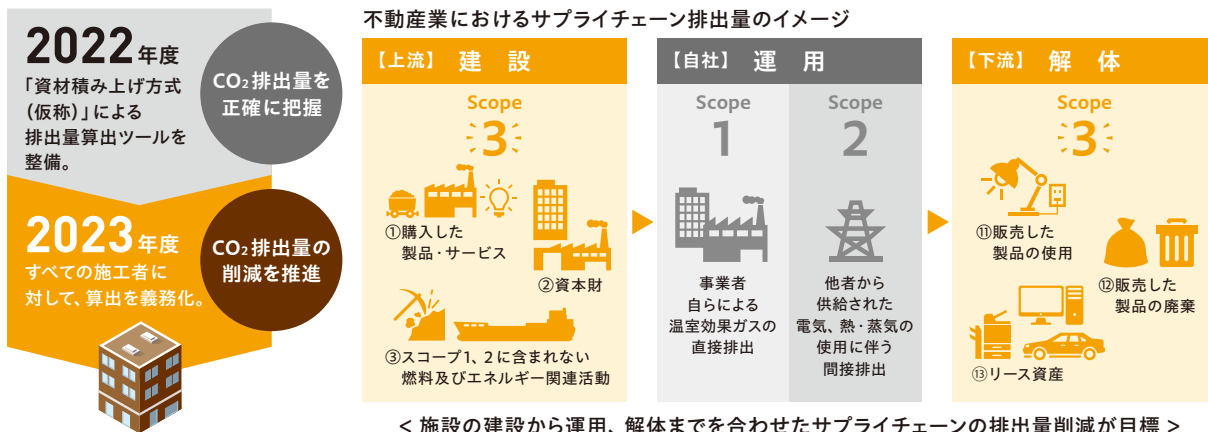 2022年度
「資材積み上げ方式
(仮称)」による
排出量算出ツールを
整備。
CO₂排出量を
正確に把握
2023年度
すべての施工者に
対して、算出を義務化。
CO₂排出量の
削減を推進
不動産業におけるサプライチェーン排出量のイメージ
【上流】建 設
Scope
3
①購入した
製品・サービス
②資本財
③スコープ1、2に含まれない
燃料及びエネルギー関連活動
【自社】運 用
Scope
1
事業者
自らによる
温室効果ガスの
直接排出
Scope
2
他者から
供給された
電気、熱・蒸気の
使用に伴う
間接排出
【下流】解 体
Scope
3
⑪販売した
製品の使用
⑫販売した
製品の廃棄
⑬リース資産
< 施設の建設から運用、解体までを合わせたサプライチェーンの排出量削減が目標 >